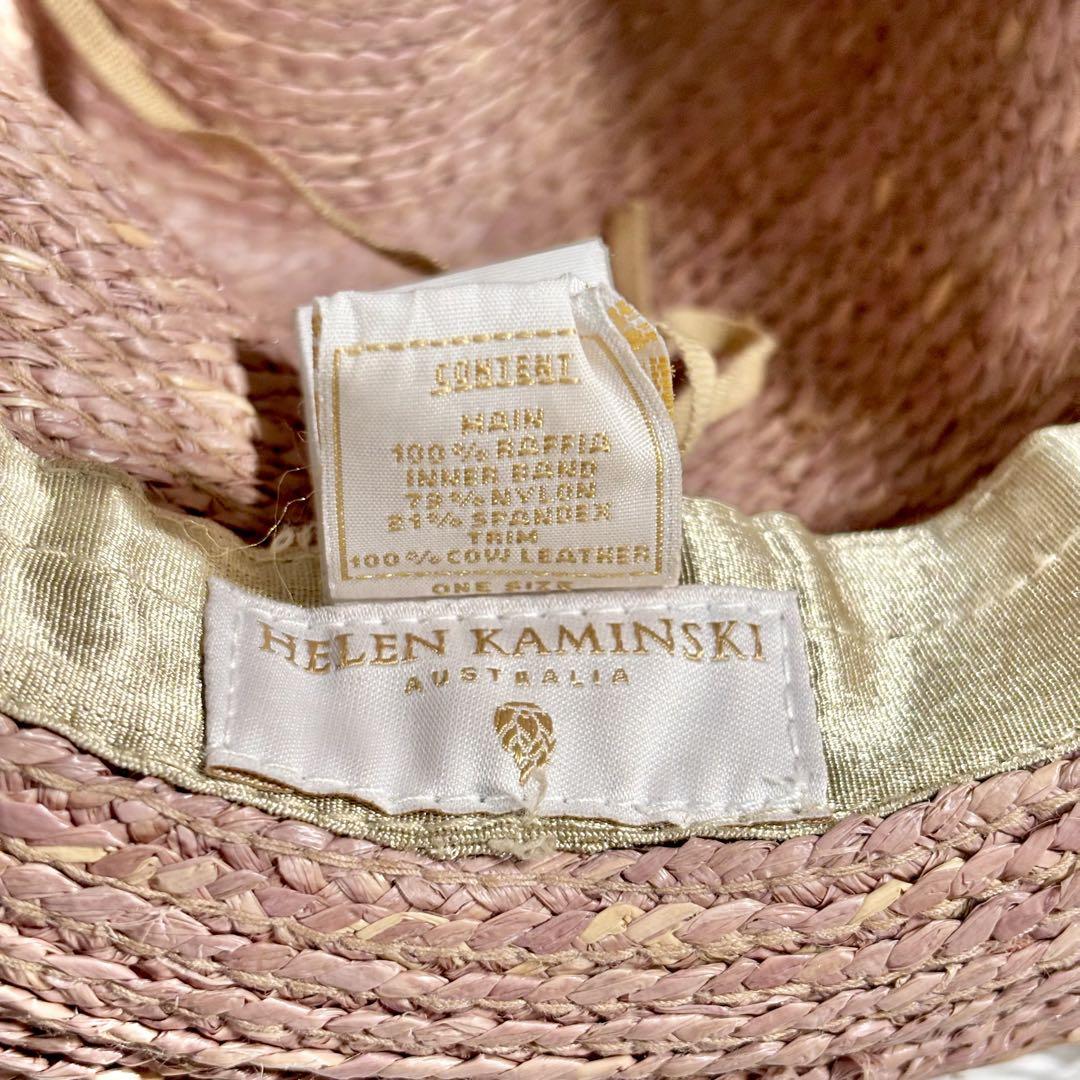 CONTENT
MAIN
100% RAFFIA
INNER BAND
79% NYLON
21% SPANDEX
TRIM
100% COW LEATHER
ONE SIZE
HELEN KAMINSKI
AUSTRALIA